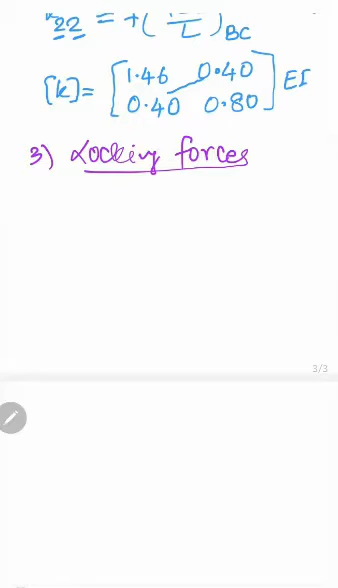 22 = +( L )BC
[k]= [1.46 0.40
0.40 0.80] EI
3) Locking forces
3/3